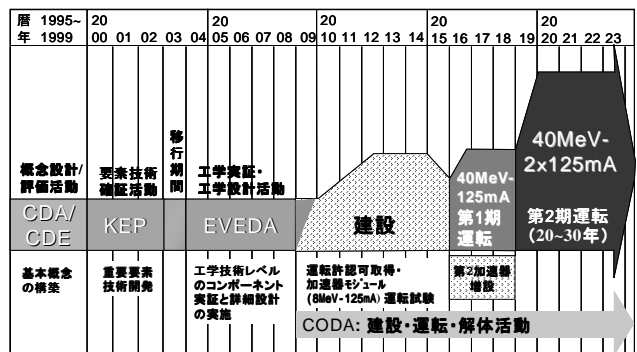 暦 1995~ 20 20 20 20 20
年 1999 00 01 02 03 04 05 06 07 08 09 10 11 12 13 14 15 16 17 18 19 20 21 22 23
概念設計/
評価活動
要素技術
確証活動
移
行
期
間
工学実証・
工学設計活動
CDA/
CDE
KEP
EVEDA
建設
40MeV-
125mA
第1期
運転
40MeV-
2x125mA
第2期運転
(20~30年)
基本概念
の構築
重要要素
技術開発
工学技術レベル
のコンポーネント
実証と詳細設計
の実施
運転許認可取得・
加速器モジュール
(8MeV-125mA) 運転試験
第2加速器
増設
CODA: 建設・運転・解体活動